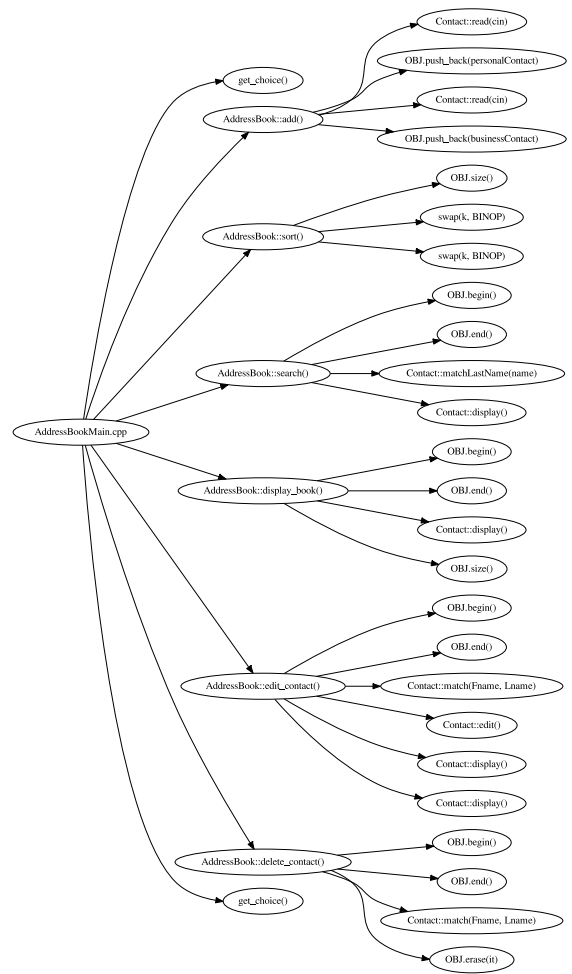 Contact::read(cin)
OBJ.push_back(personalContact)
get_choice()
Contact::read(cin)
AddressBook::add()
OBJ.push_back(businessContact)
OBJ.size()
swap(k, BINOP)
AddressBook::sort()
swap(k, BINOP)
OBJ.begin()
OBJ.end()
AddressBook::search()
Contact::matchLastName(name)
Contact::display()
AddressBookMain.cpp
OBJ.begin()
AddressBook::display_book()
OBJ.end()
Contact::display()
OBJ.size()
OBJ.begin()
OBJ.end()
AddressBook::edit_contact()
Contact::match(Fname, Lname)
Contact::edit()
Contact::display()
Contact::display()
OBJ.begin()
AddressBook::delete_contact()
OBJ.end()
get_choice()
Contact::match(Fname, Lname)
OBJ.erase(it)